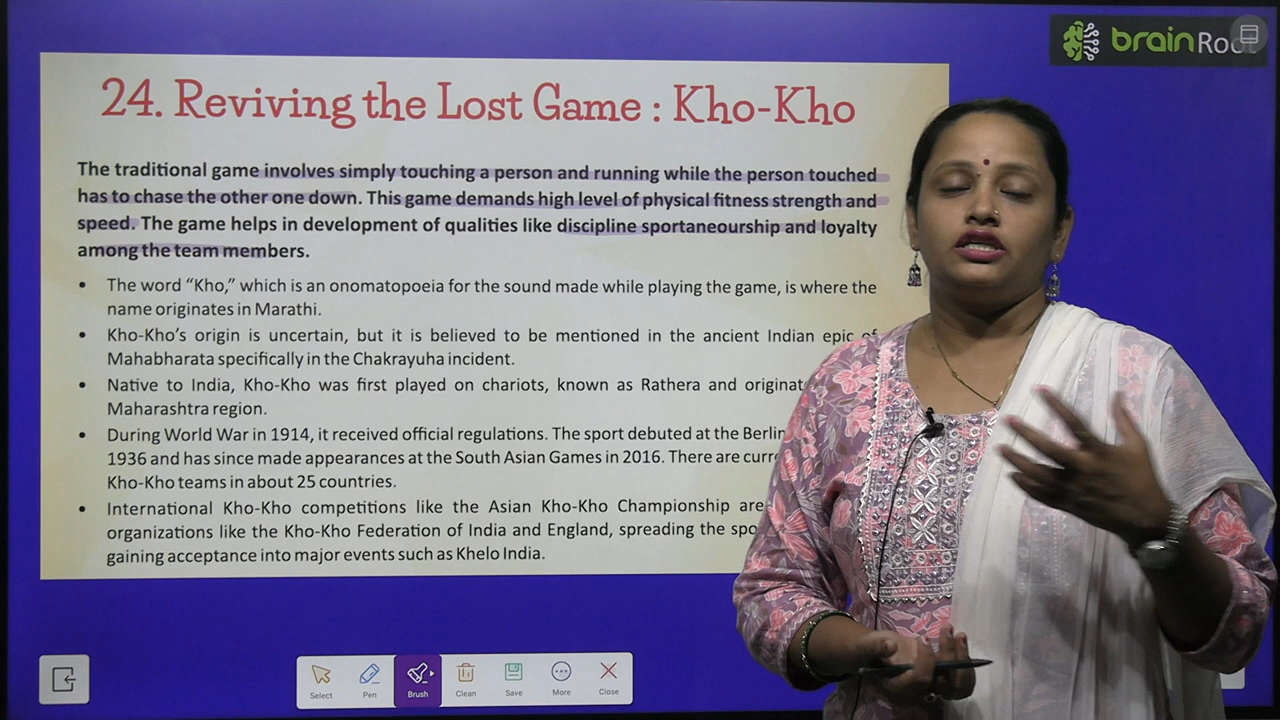 brainRoot
24. Reviving the Lost Game : Kho-Kho
The traditional game involves simply touching a person and running while the person touched
has to chase the other one down. This game demands high level of physical fitness strength and
speed. The game helps in development of qualities like discipline sportaneourship and loyalty
among the team members.
• The word “Kho,” which is an onomatopoeia for the sound made while playing the game, is where the
name originates in Marathi.
• Kho-Kho’s origin is uncertain, but it is believed to be mentioned in the ancient Indian epic of
Mahabharata specifically in the Chakrayuha incident.
• Native to India, Kho-Kho was first played on chariots, known as Rathera and
Maharashtra region.
• During World War in 1914, it received official regulations. The sport debuted at the Berlin
1936 and has since made appearances at the South Asian Games in 2016. There are
Kho-Kho teams in about 25 countries.
• International Kho-Kho competitions like the Asian Kho-Kho Championship are
organizations like the Kho-Kho Federation of India and England, spreading the
gaining acceptance into major events such as Khelo India.
Select Pen Brush Clean Save More Close